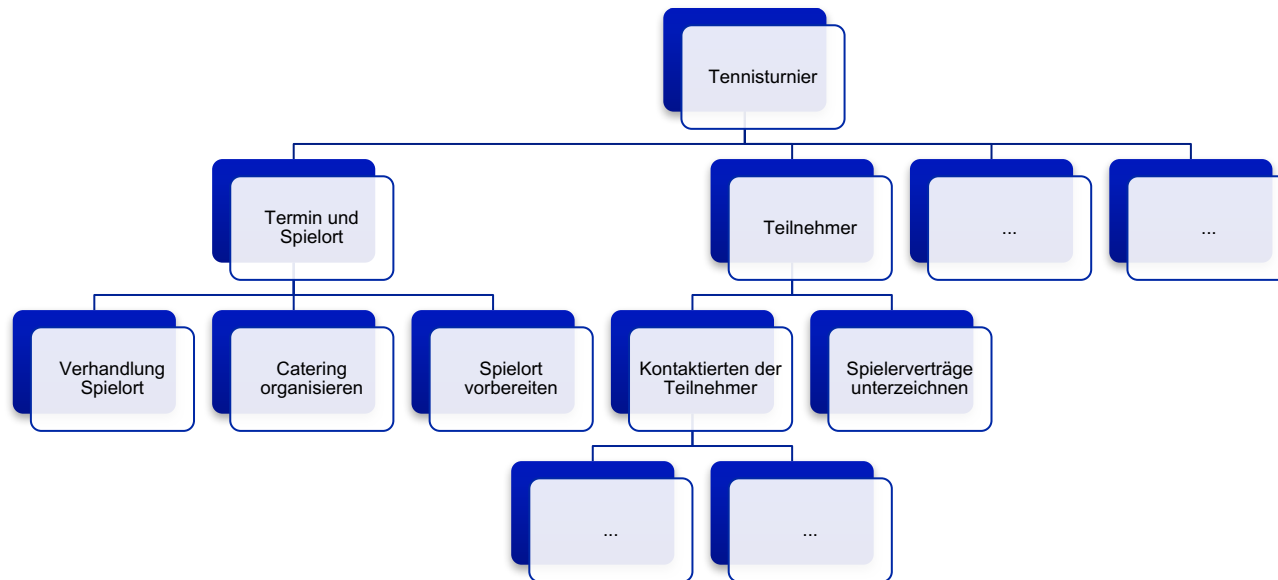 Tennisturnier
Termin und
Spielort
Teilnehmer
...
...
Verhandlung
Spielort
Catering
organisieren
Spielort
vorbereiten
Kontaktierten der
Teilnehmer
Spielerverträge
unterzeichnen
...
...